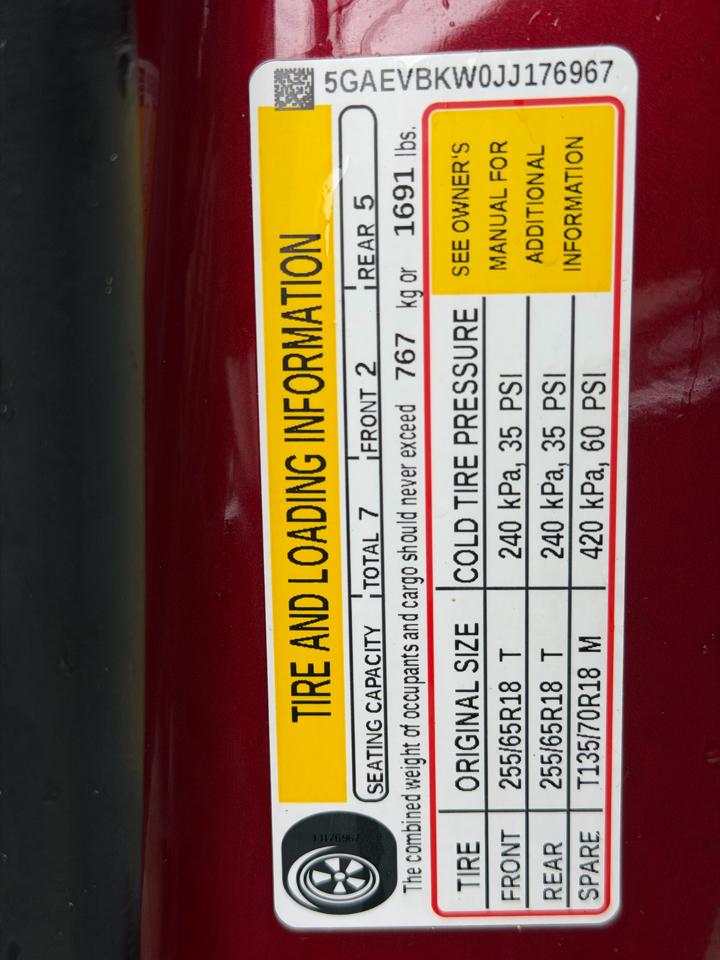 5GAEVBKW0JJ176967
TIRE AND LOADING INFORMATION
SEATING CAPACITY TOTAL 7 FRONT 2 REAR 5
The combined weight of occupants and cargo should never exceed 767 kg or 1691 lbs.
TIRE ORIGINAL SIZE COLD TIRE PRESSURE
FRONT 255/65R18 T 240 kPa, 35 PSI
REAR 255/65R18 T 240 kPa, 35 PSI
SPARE T135/70R18 M 420 kPa, 60 PSI
SEE OWNER'S
MANUAL FOR
ADDITIONAL
INFORMATION